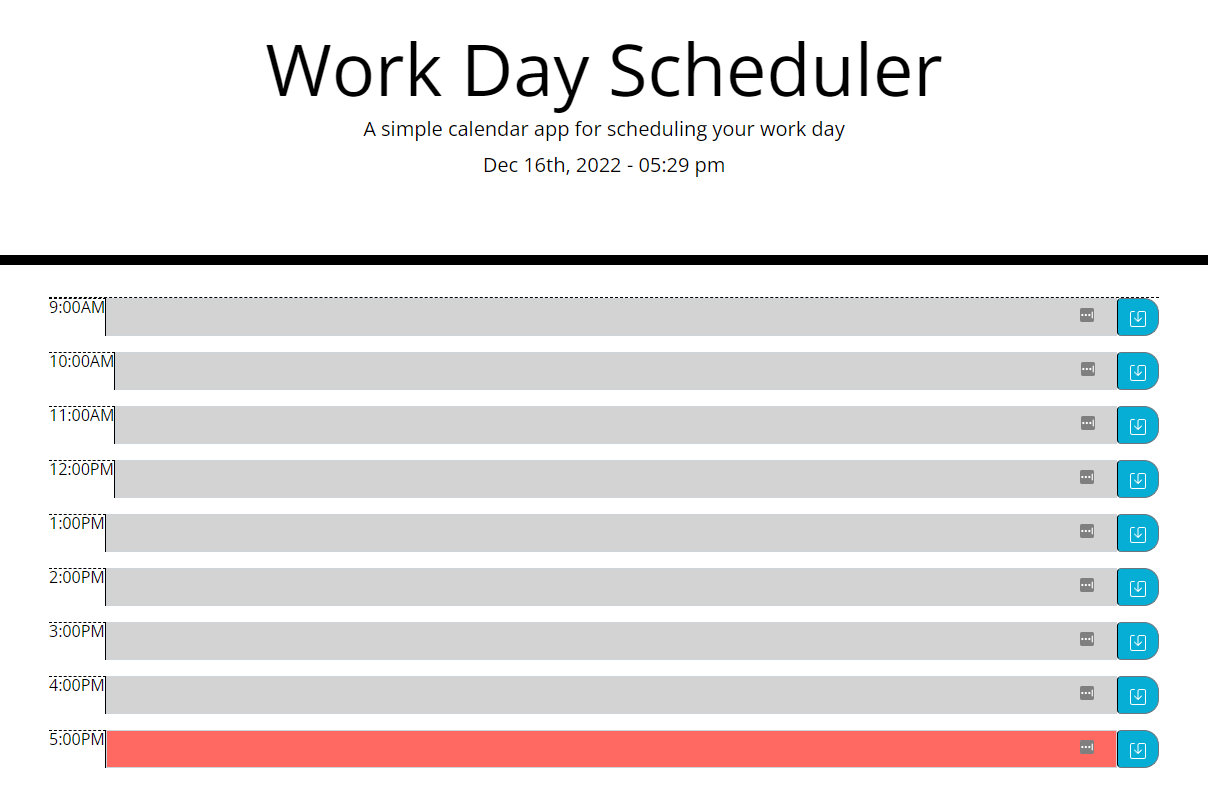 Work Day Scheduler
A simple calendar app for scheduling your work day
Dec 16th, 2022 - 05:29 pm
9:00AM
10:00AM
11:00AM
12:00PM
1:00PM
2:00PM
3:00PM
4:00PM
5:00PM